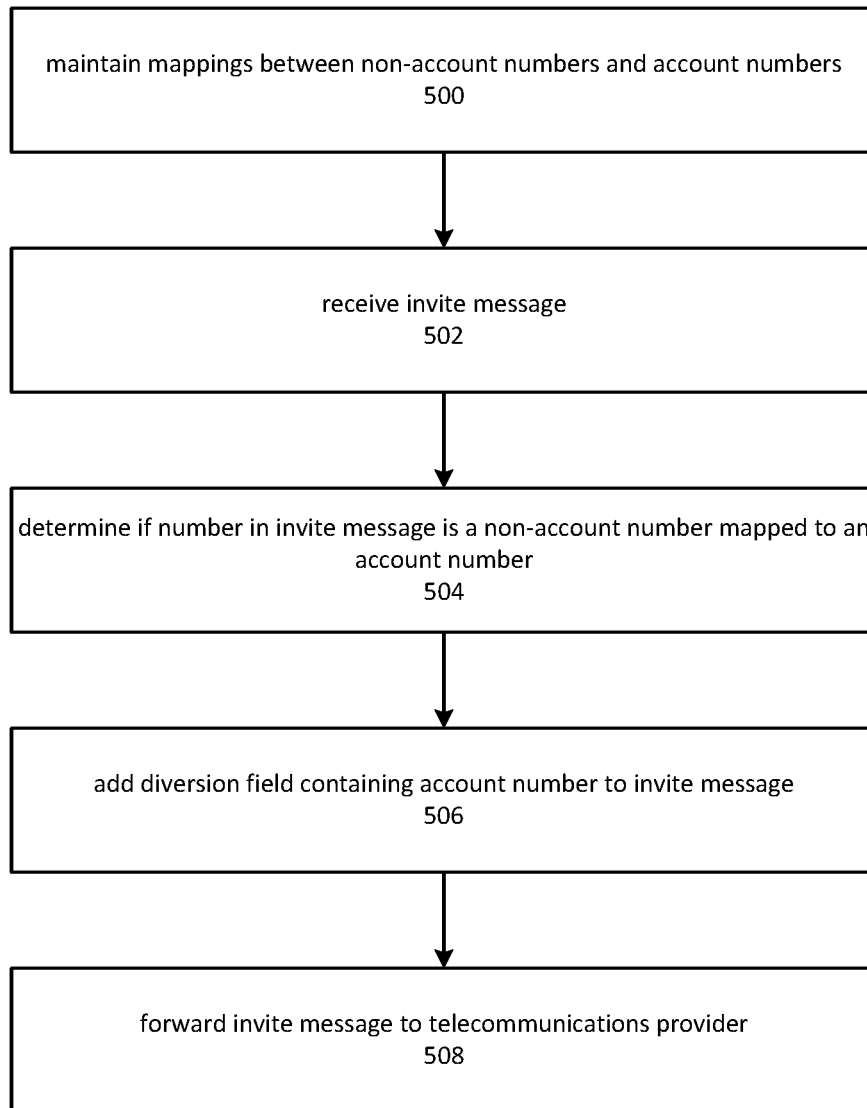 maintain mappings between non-account numbers and account numbers
500
receive invite message
502
determine if number in invite message is a non-account number mapped to an
account number
504
add diversion field containing account number to invite message
506
forward invite message to telecommunications provider
508